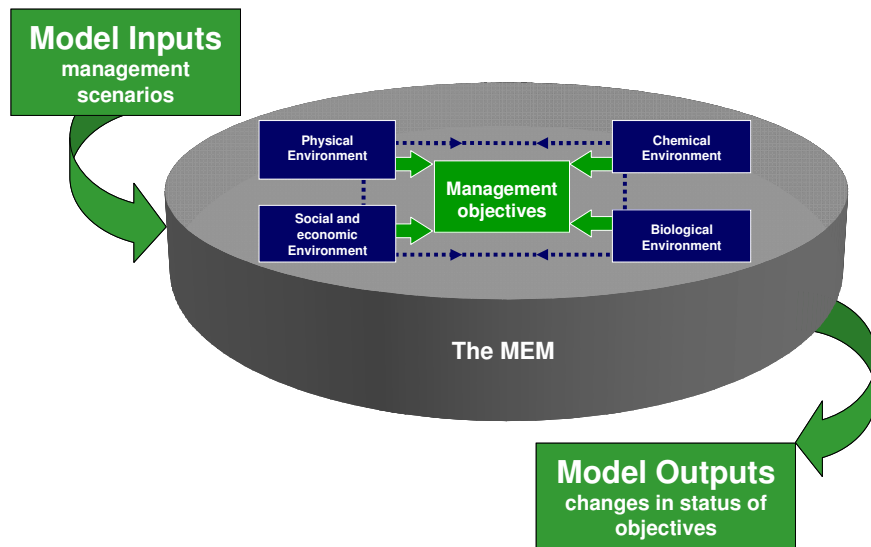 Model Inputs
management
scenarios
Physical
Environment
Chemical
Environment
Management
objectives
Social and
economic
Environment
Biological
Environment
The MEM
Model Outputs
changes in status of
objectives